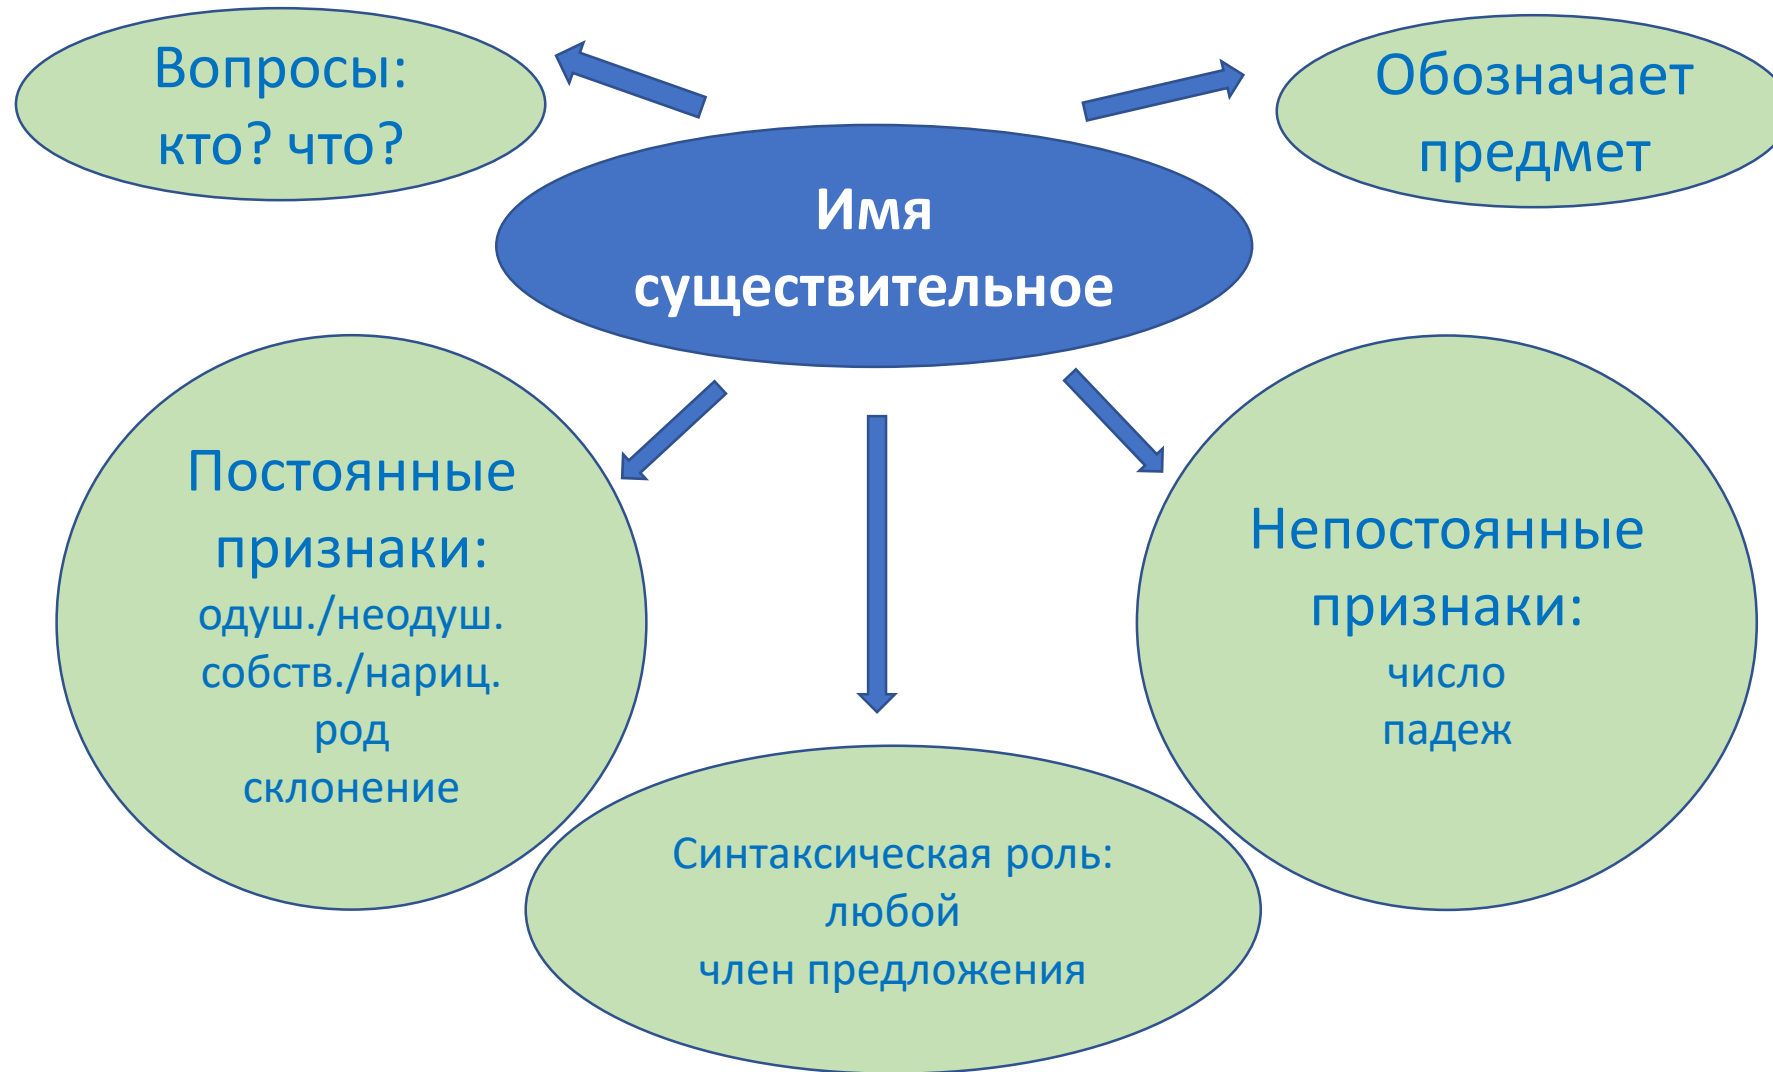 Вопросы:
кто? что?
Обозначает
предмет
Имя
существительное
Постоянные
признаки:
одуш./неодуш.
собств./нариц.
род
склонение
Непостоянные
признаки:
число
падеж
Синтаксическая роль:
любой
член предложения